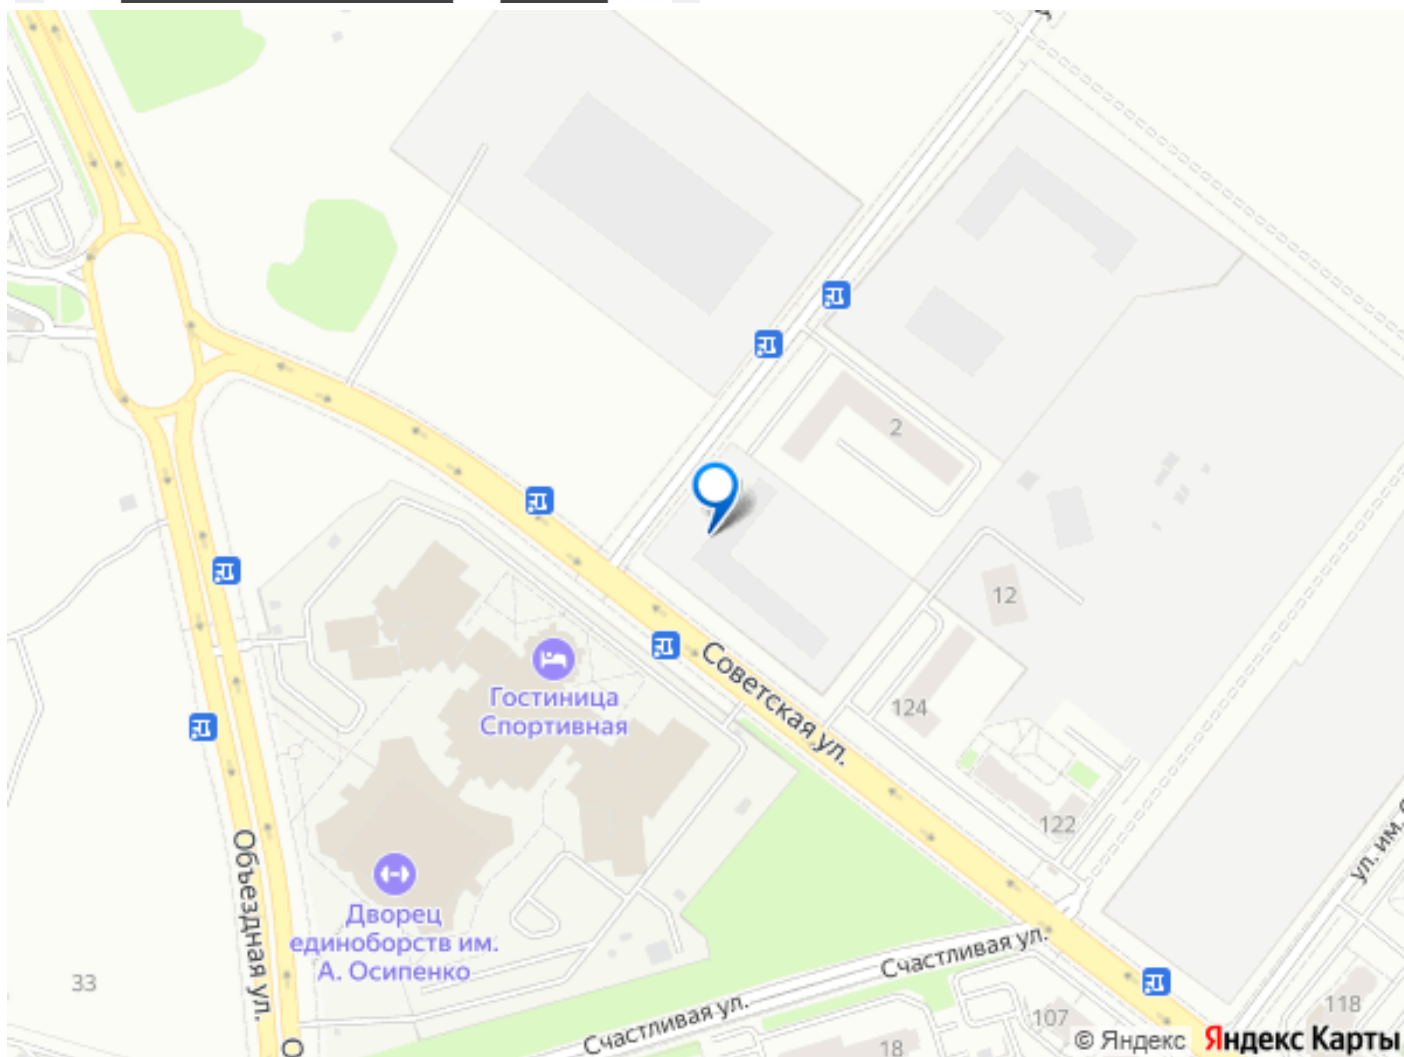 2
12
Советская ул.
Гостиница
Спортивная
124
122
Объездная ул.
Дворец
единоборств им.
А. Осипенко
ул. им.
Счастливая ул.
33
Счастливая ул.
107
118
18
© Яндекс Яндекс Карты